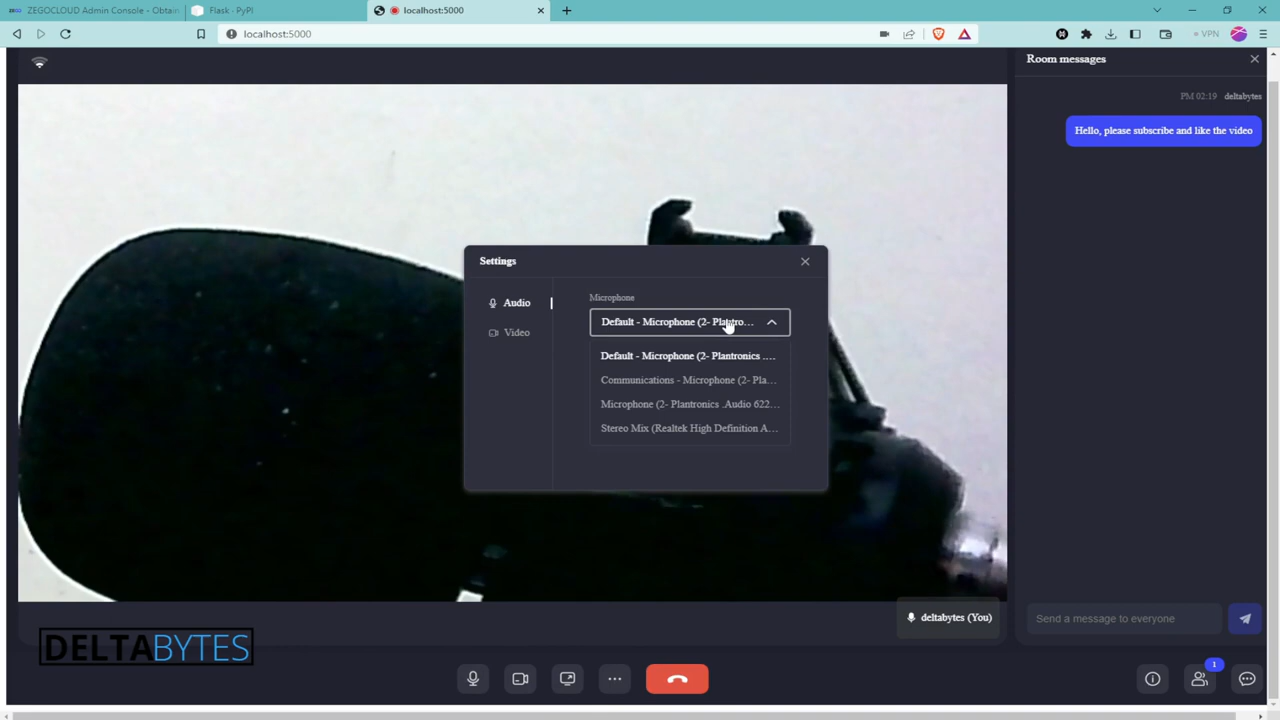 ZEGOCLOUD Admin Console - Obtain
Flask · PyPI
localhost:5000
localhost:5000
VPN
Room messages
PM 02:19 deltabytes
Hello, please subscribe and like the video
Settings
Audio
Video
Microphone
Default - Microphone (2- Plantro...
Default - Microphone (2- Plantronics ....
Communications - Microphone (2- Pla...
Microphone (2- Plantronics .Audio 622...
Stereo Mix (Realtek High Definition A...
deltabytes (You)
Send a message to everyone
DELTABYTES
1